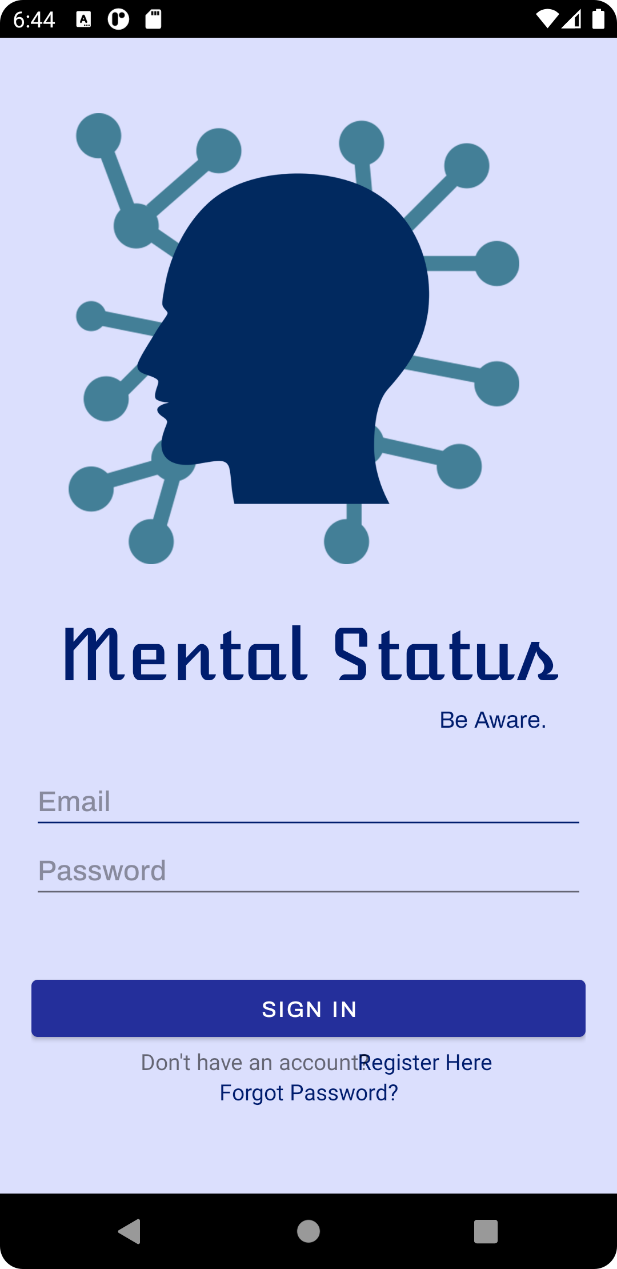 6:44
Mental Status
Be Aware.
Email
Password
SIGN IN
Don't have an account?Register Here
Forgot Password?